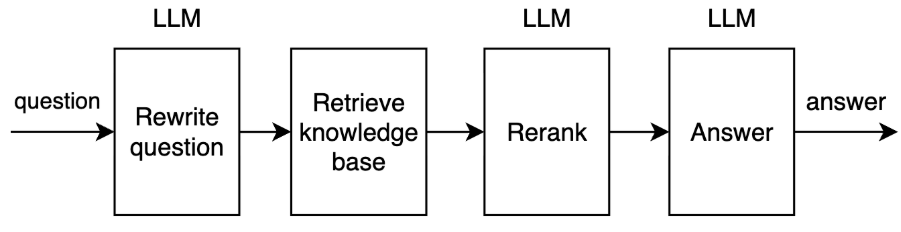 LLM
LLM
LLM
question
Rewrite
question
Retrieve
knowledge
base
Rerank
Answer
answer